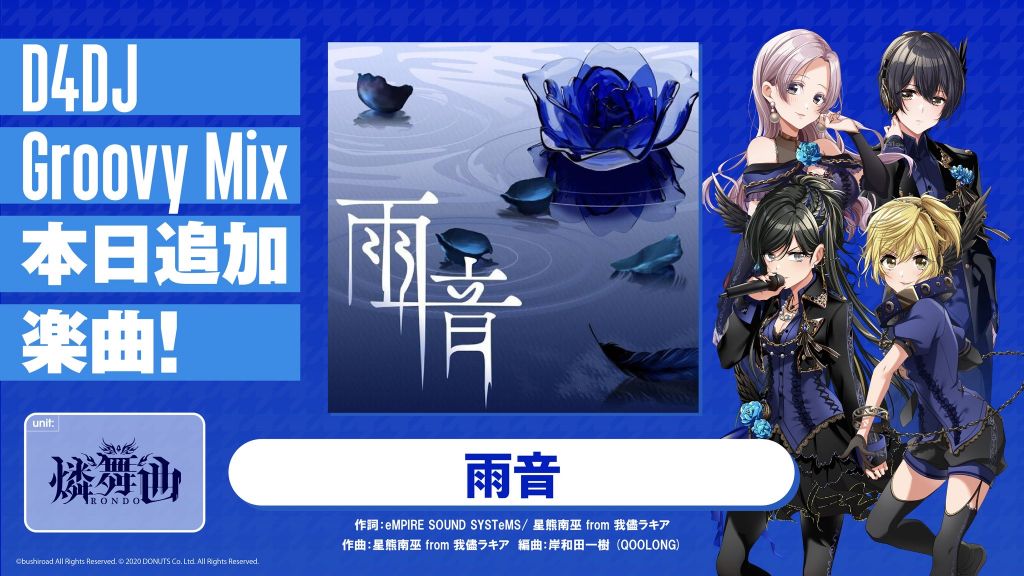 D4DJ
Groovy Mix
本日追加
楽曲!
雨音
unit:
燐舞曲
RONDO
雨音
作詞:eMPIRE SOUND SYSTeMS/ 星熊南巫 from 我儘ラキア
作曲:星熊南巫 from 我儘ラキア 編曲:岸和田一樹 (QOOLONG)
©bushiroad All Rights Reserved. © 2020 DONUTS Co. Ltd. All Rights Reserved.